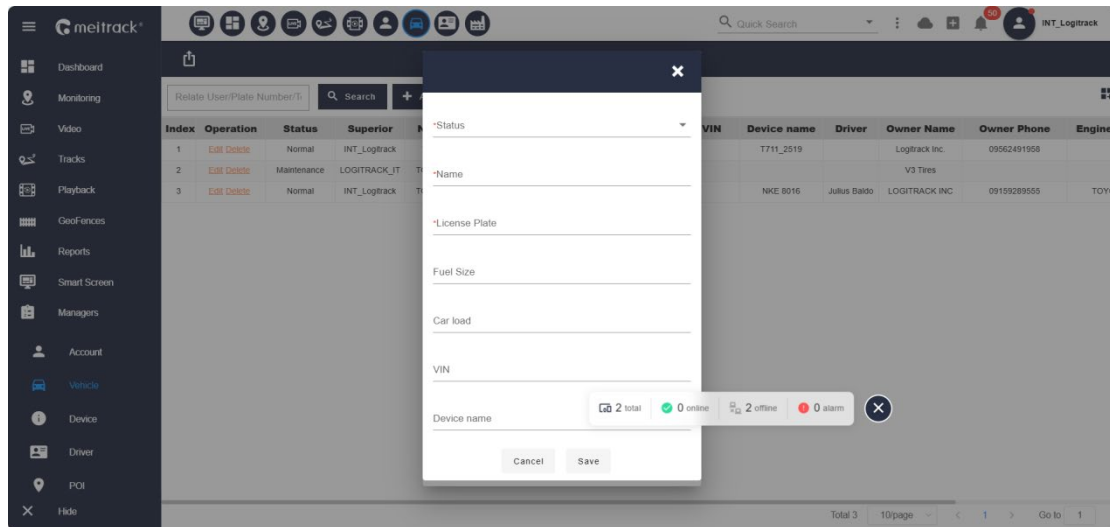 meitrack
Quick Search
50
INT_Logitrack
Dashboard
Monitoring
Video
Tracks
Playback
GeoFences
Reports
Smart Screen
Managers
Account
Vehicle
Device
Driver
POI
Hide
Relate User/Plate Number/
Search
Index Operation Status Superior VIN Device name Driver Owner Name Owner Phone Engine
1 Edit Delete Normal INT_Logitrack T711_2519 Logitrack Inc. 09562491958
2 Edit Delete Maintenance LOGITRACK_IT V3 Tires
3 Edit Delete Normal INT_Logitrack NKE 8016 Julius Baldo LOGITRACK INC 09159289555 TOY
*Status
*Name
*License Plate
Fuel Size
Car load
VIN
Device name
2 total 0 online 2 offline 0 alarm
Cancel Save
Total 3 10/page 1 Go to 1